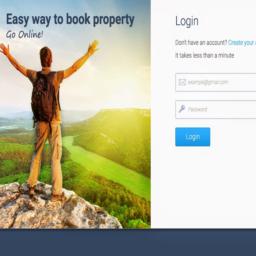 Easy way to book property
Go Online!
Login
Don't have an account? Create your
It takes less than a minute
example@gmail.com
Password
Login